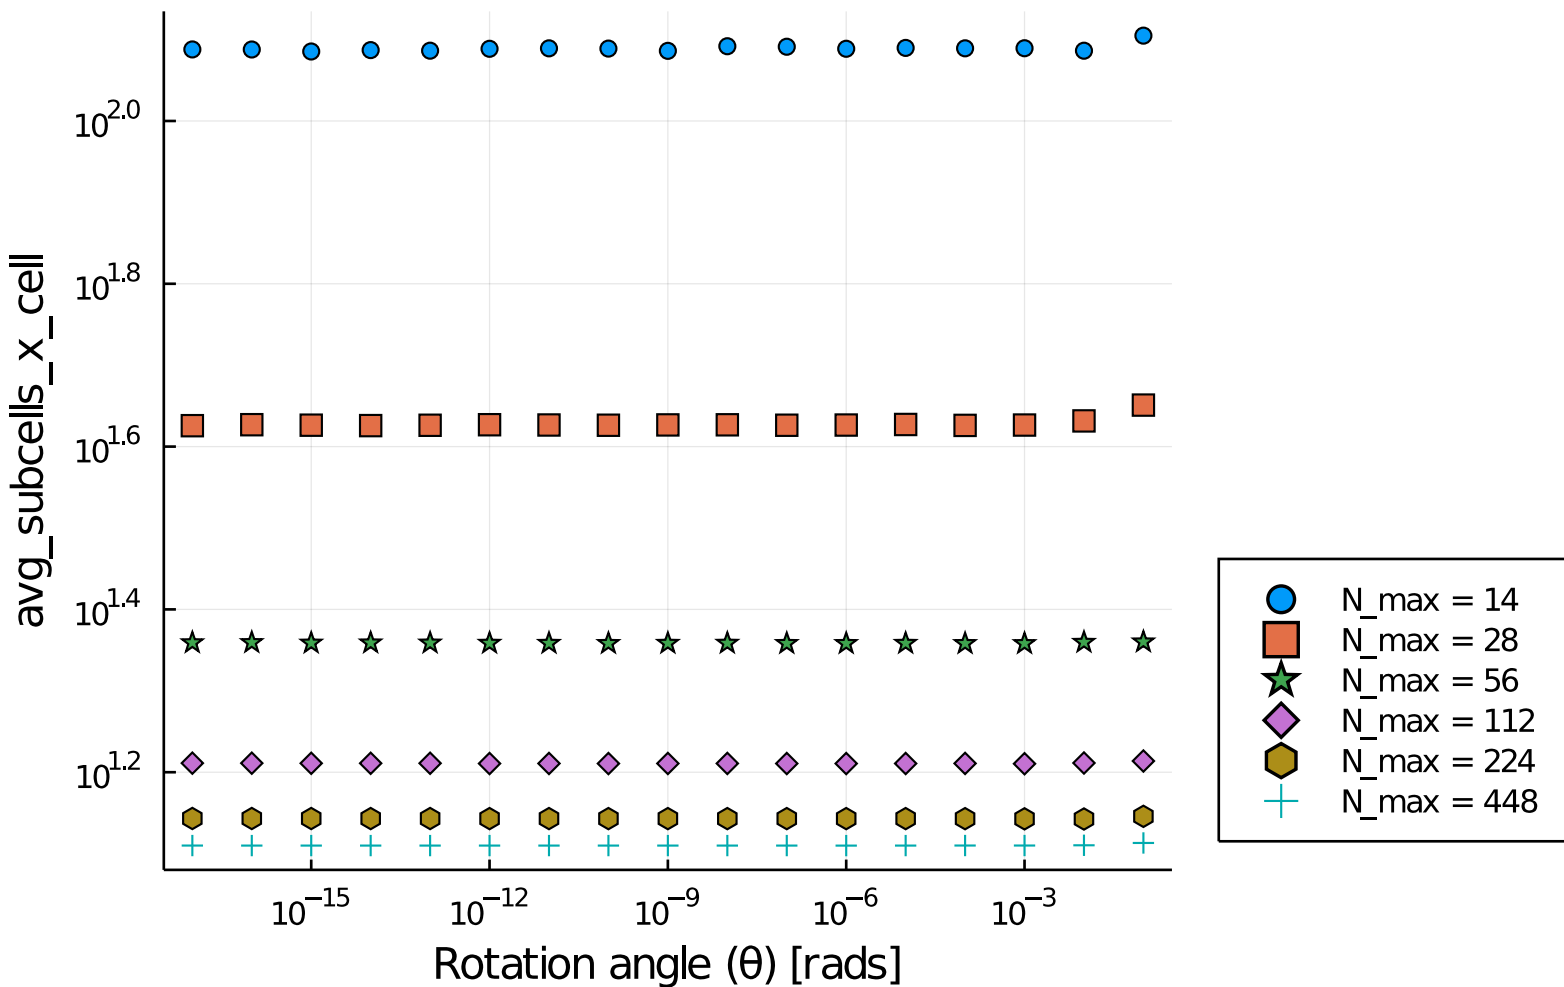 avg_subcells_x_cell
10^2.0
10^1.8
10^1.6
10^1.4
10^1.2
10^−15
10^−12
10^−9
10^−6
10^−3
Rotation angle (θ) [rads]
N_max = 14
N_max = 28
N_max = 56
N_max = 112
N_max = 224
N_max = 448